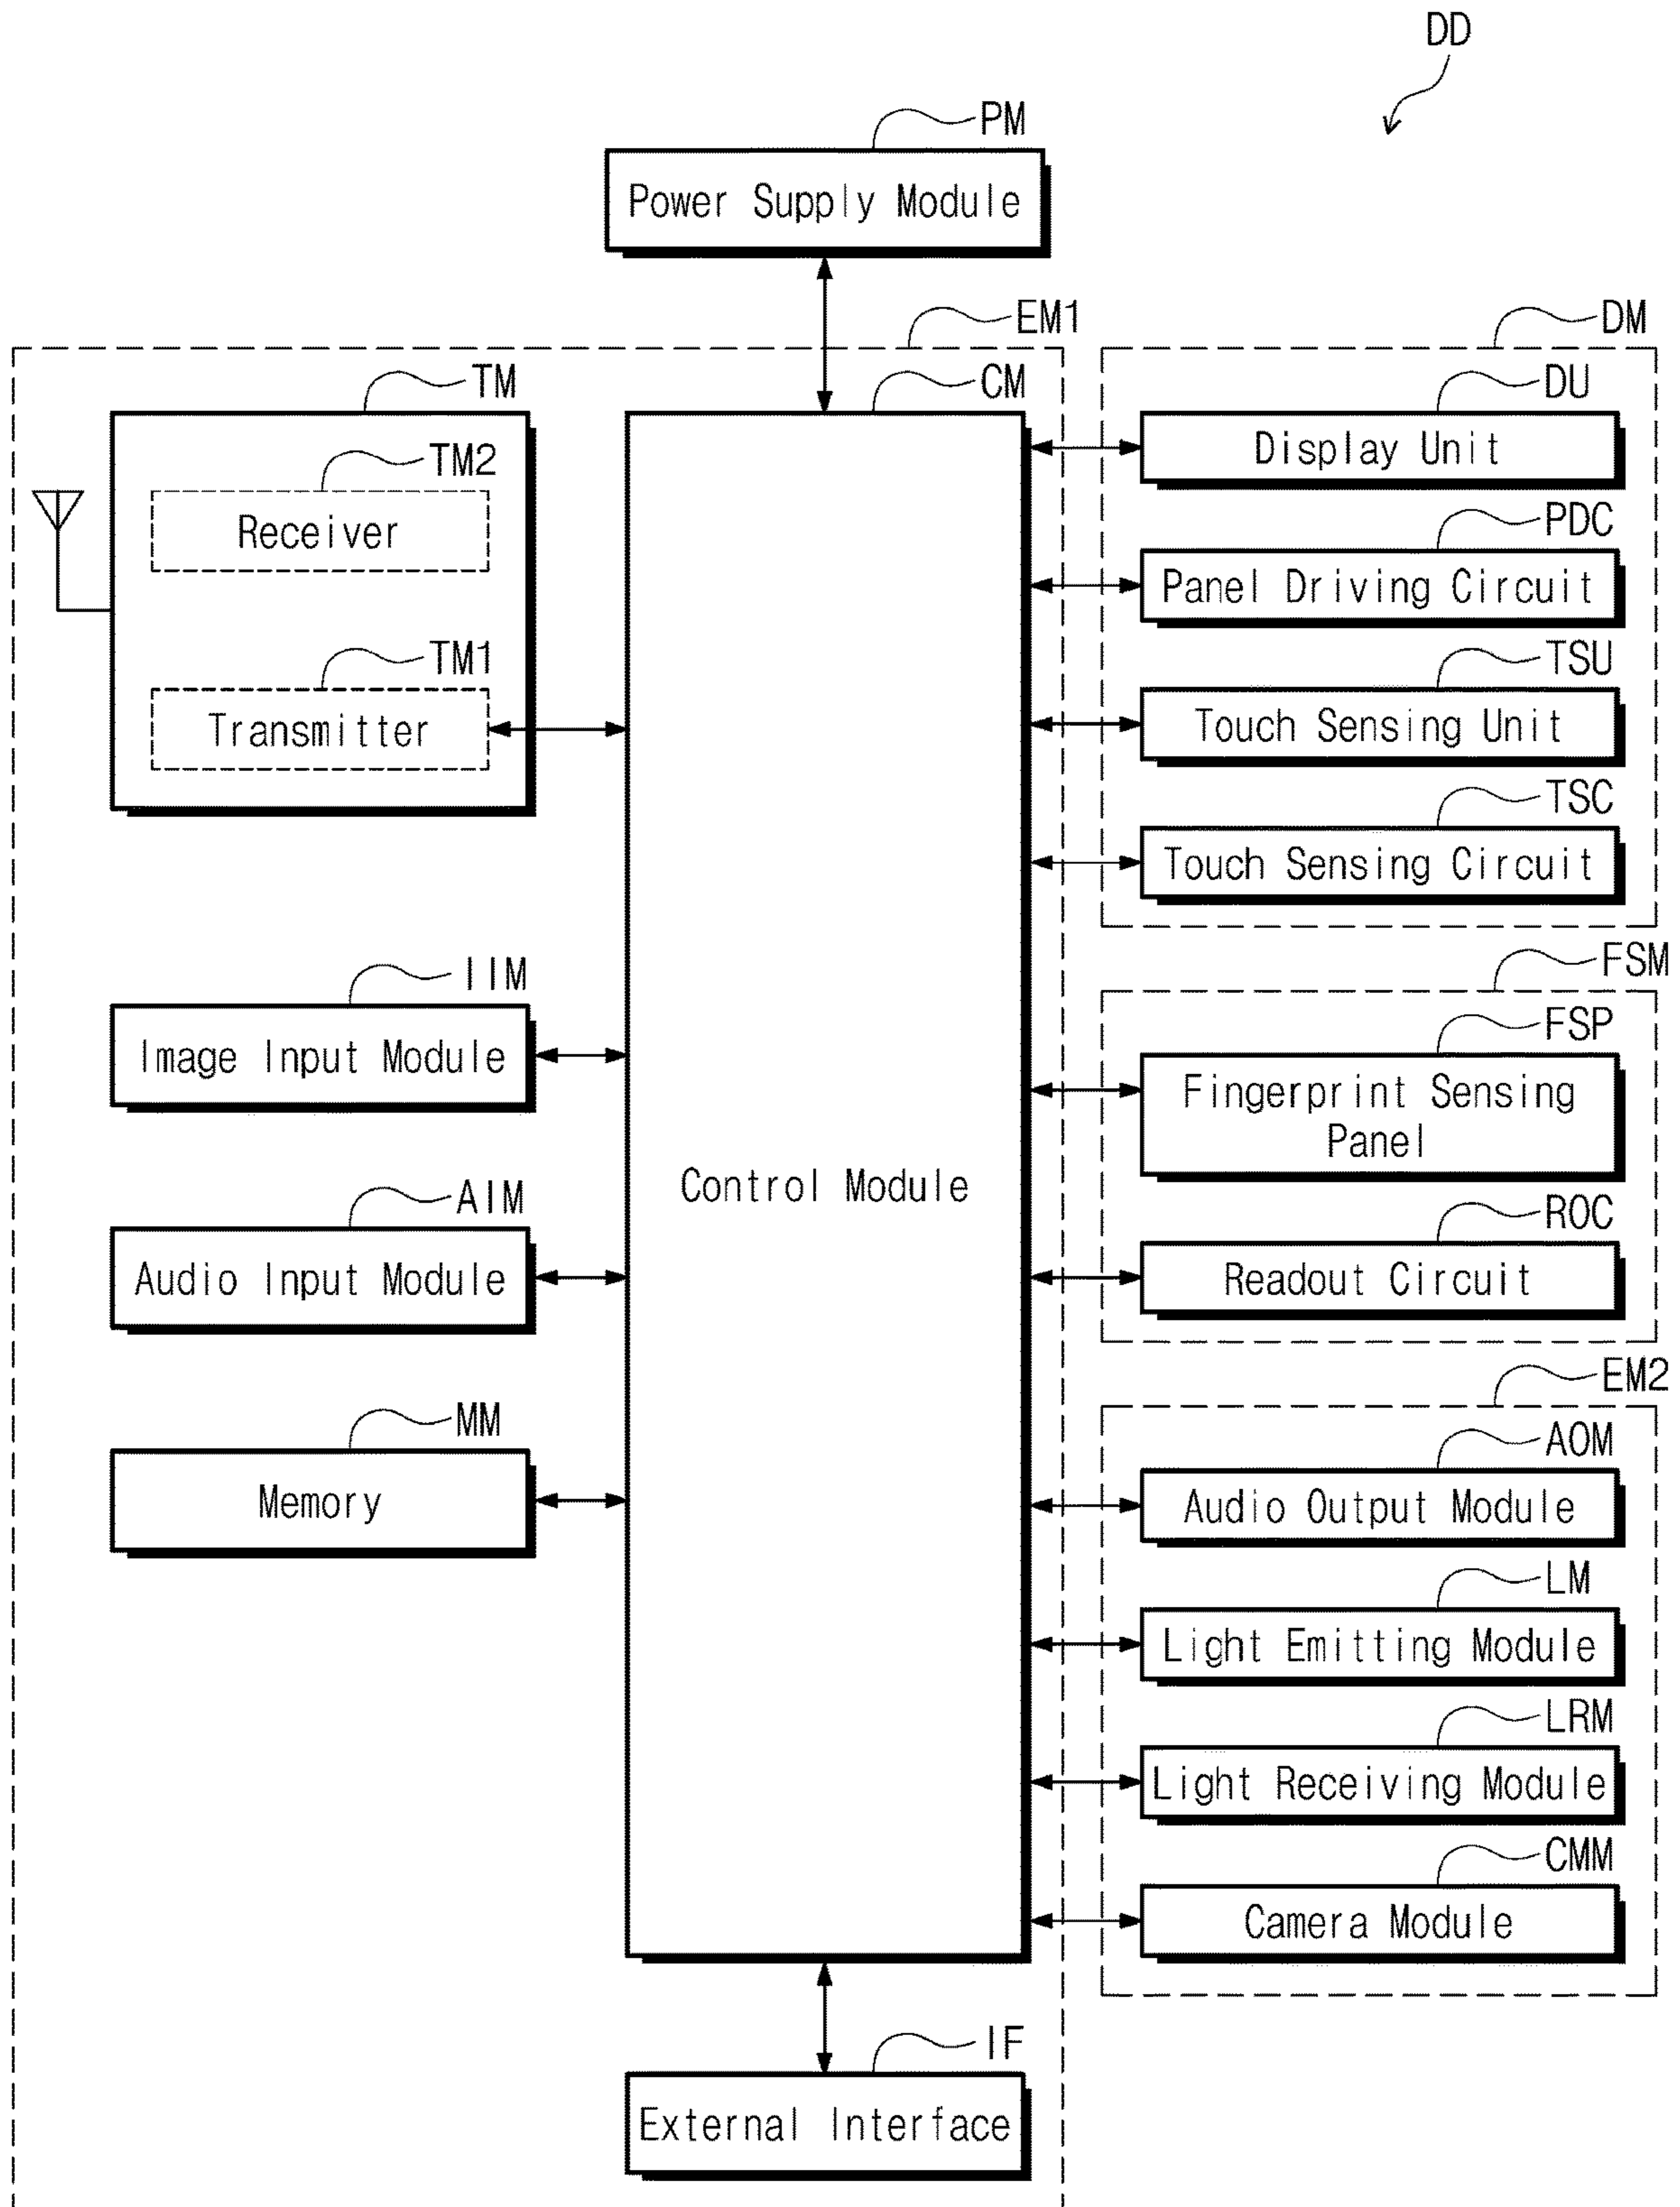 DD
PM
Power Supply Module
EM1
DM
TM
CM
DU
Display Unit
TM2
Receiver
PDC
Panel Driving Circuit
TM1
Transmitter
TSU
Touch Sensing Unit
TSC
Touch Sensing Circuit
IIM
Image Input Module
FSM
FSP
Fingerprint Sensing
Panel
Control Module
AIM
Audio Input Module
ROC
Readout Circuit
EM2
MM
Memory
AOM
Audio Output Module
LM
Light Emitting Module
LRM
Light Receiving Module
CMM
Camera Module
IF
External Interface